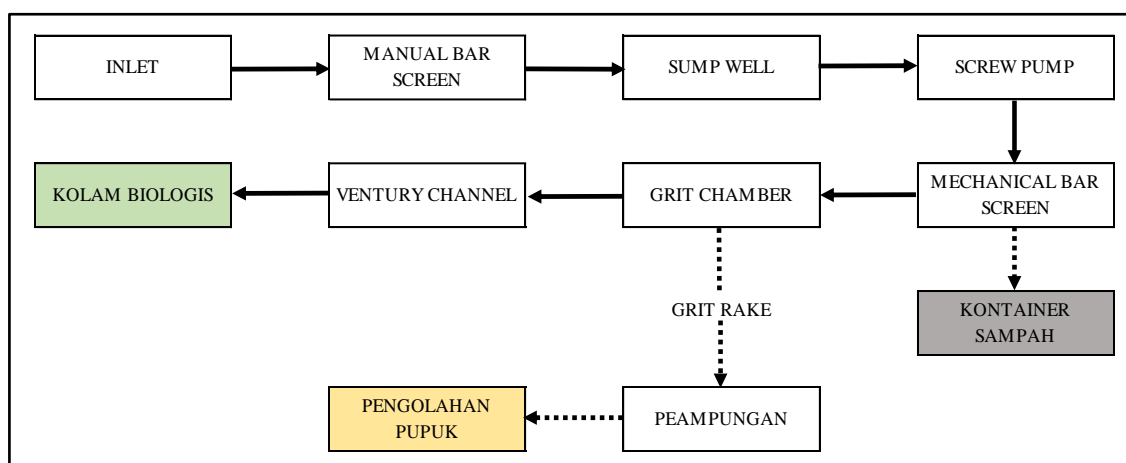 INLET
MANUAL BAR
SCREEN
SUMP WELL
SCREW PUMP
KOLAM BIOLOGIS
VENTURY CHANNEL
GRIT CHAMBER
MECHANICAL BAR
SCREEN
GRIT RAKE
KONTAINER
SAMPAH
PENGOLAHAN
PUPUK
PEAMPUNGAN